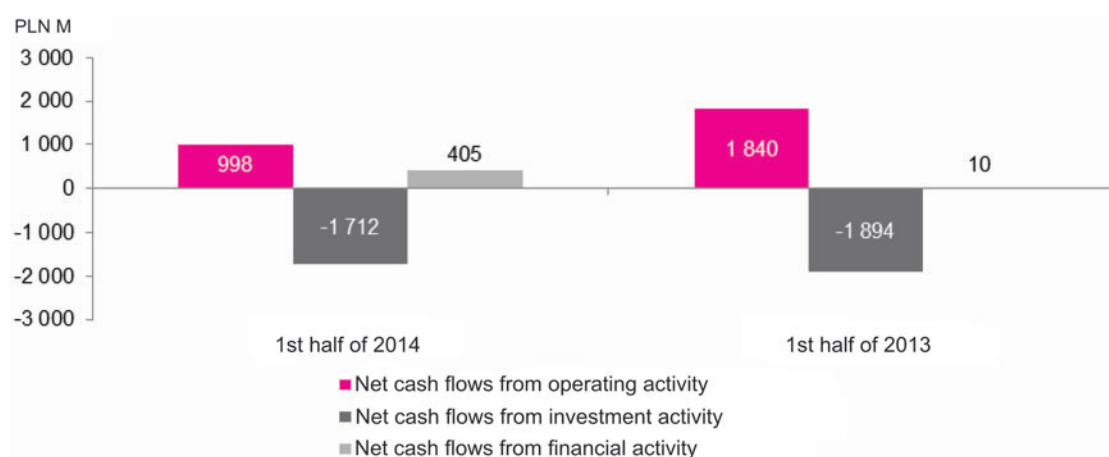 PLN M
3 000
2 000
1 000
0
-1 000
-2 000
-3 000
998
-1 712
405
1 840
-1 894
10
1st half of 2014
1st half of 2013
Net cash flows from operating activity
Net cash flows from investment activity
Net cash flows from financial activity